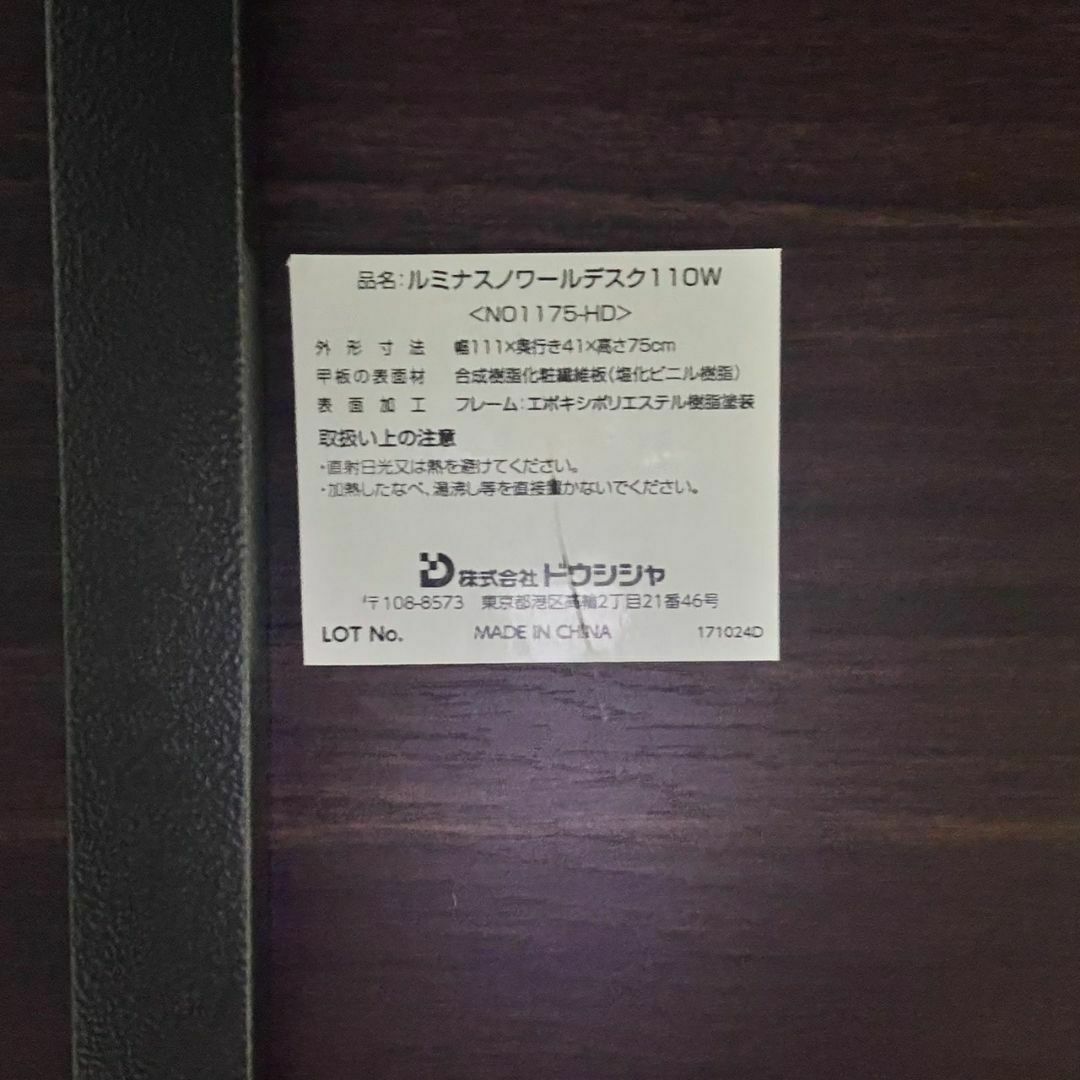 品名：ルミナスノワールデスク110W
<NO1175-HD>
外形寸法 幅111×奥行き41×高さ75cm
甲板の表面材 合成樹脂化粧繊維板(塩化ビニル樹脂)
表面加工 フレーム：エポキシポリエステル樹脂塗装
取扱い上の注意
・直射日光又は熱を避けてください。
・加熱したなべ、湯沸し等を直接置かないでください。
株式会社ドウシシャ
〒108-8573 東京都港区高輪2丁目21番46号
LOT No. MADE IN CHINA 171024D